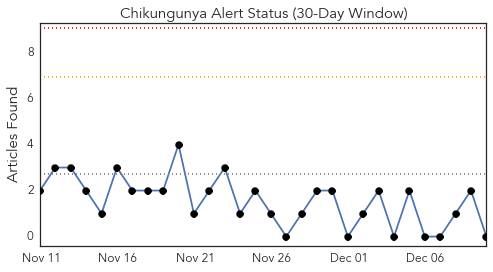 Chikungunya Alert Status (30-Day Window)
Articles Found
8
6
4
2
0
Nov 11 Nov 16 Nov 21 Nov 26 Dec 01 Dec 06